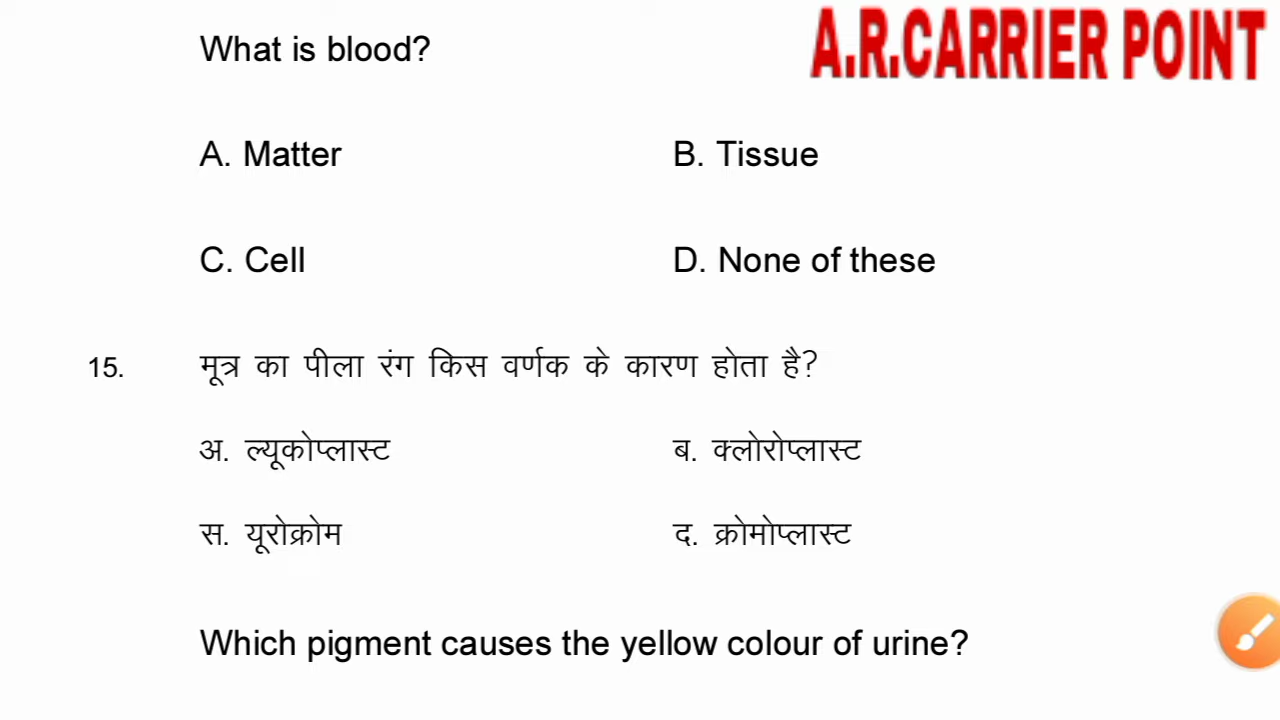 What is blood?
A.R.CARRIER POINT
A. Matter B. Tissue
C. Cell D. None of these
15. मूत्र का पीला रंग किस वर्णक के कारण होता है?
अ. ल्यूकोप्लास्ट ब. क्लोरोप्लास्ट
स. यूरोक्रोम द. क्रोमोप्लास्ट
Which pigment causes the yellow colour of urine?